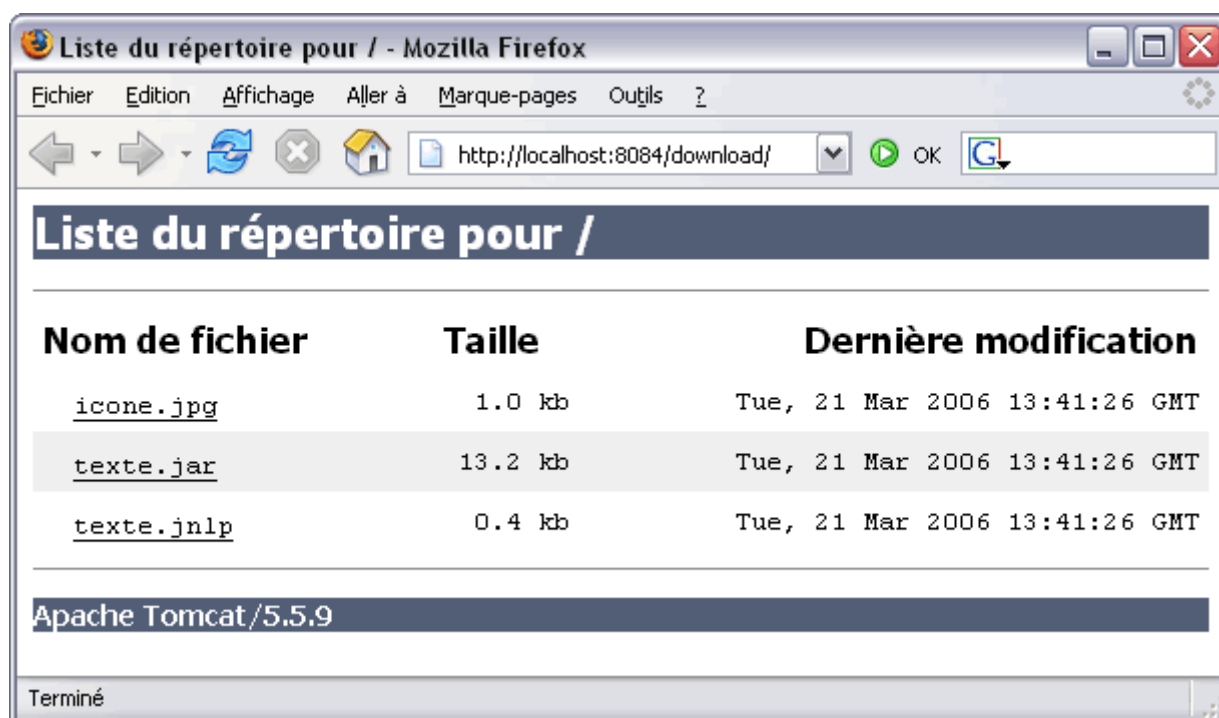 Liste du répertoire pour / - Mozilla Firefox
Fichier Edition Affichage Aller à Marque-pages Outils ?
http://localhost:8084/download/ OK G
Liste du répertoire pour /
Nom de fichier Taille Dernière modification
icone.jpg 1.0 kb Tue, 21 Mar 2006 13:41:26 GMT
texte.jar 13.2 kb Tue, 21 Mar 2006 13:41:26 GMT
texte.jnlp 0.4 kb Tue, 21 Mar 2006 13:41:26 GMT
Apache Tomcat/5.5.9
Terminé